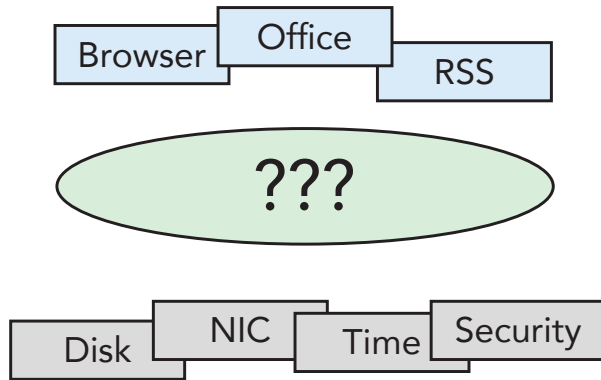 Browser
Office
RSS
???
Disk
NIC
Time
Security